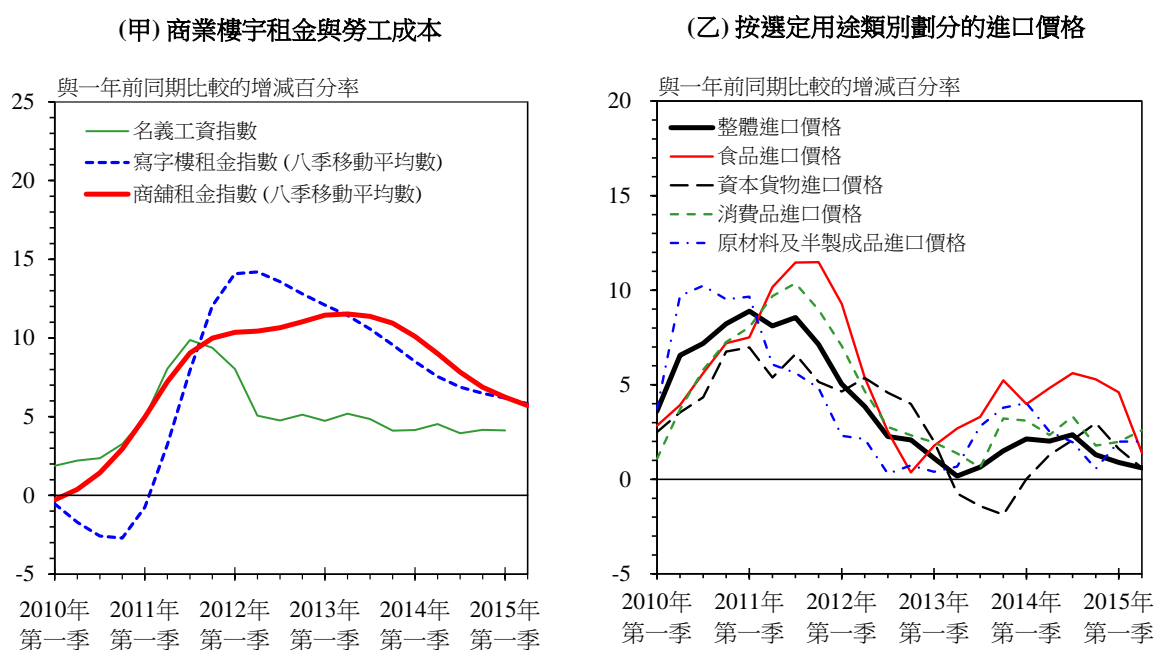 (甲) 商業樓宇租金與勞工成本
與一年前同期比較的增減百分率
25
20
15
10
5
0
-5
名義工資指數
寫字樓租金指數 (八季移動平均數)
商舖租金指數 (八季移動平均數)
2010年 2011年 2012年 2013年 2014年 2015年
第一季 第一季 第一季 第一季 第一季 第一季
(乙) 按選定用途類別劃分的進口價格
與一年前同期比較的增減百分率
20
15
10
5
0
-5
整體進口價格
食品進口價格
資本貨物進口價格
消費品進口價格
原材料及半製成品進口價格
2010年 2011年 2012年 2013年 2014年 2015年
第一季 第一季 第一季 第一季 第一季 第一季